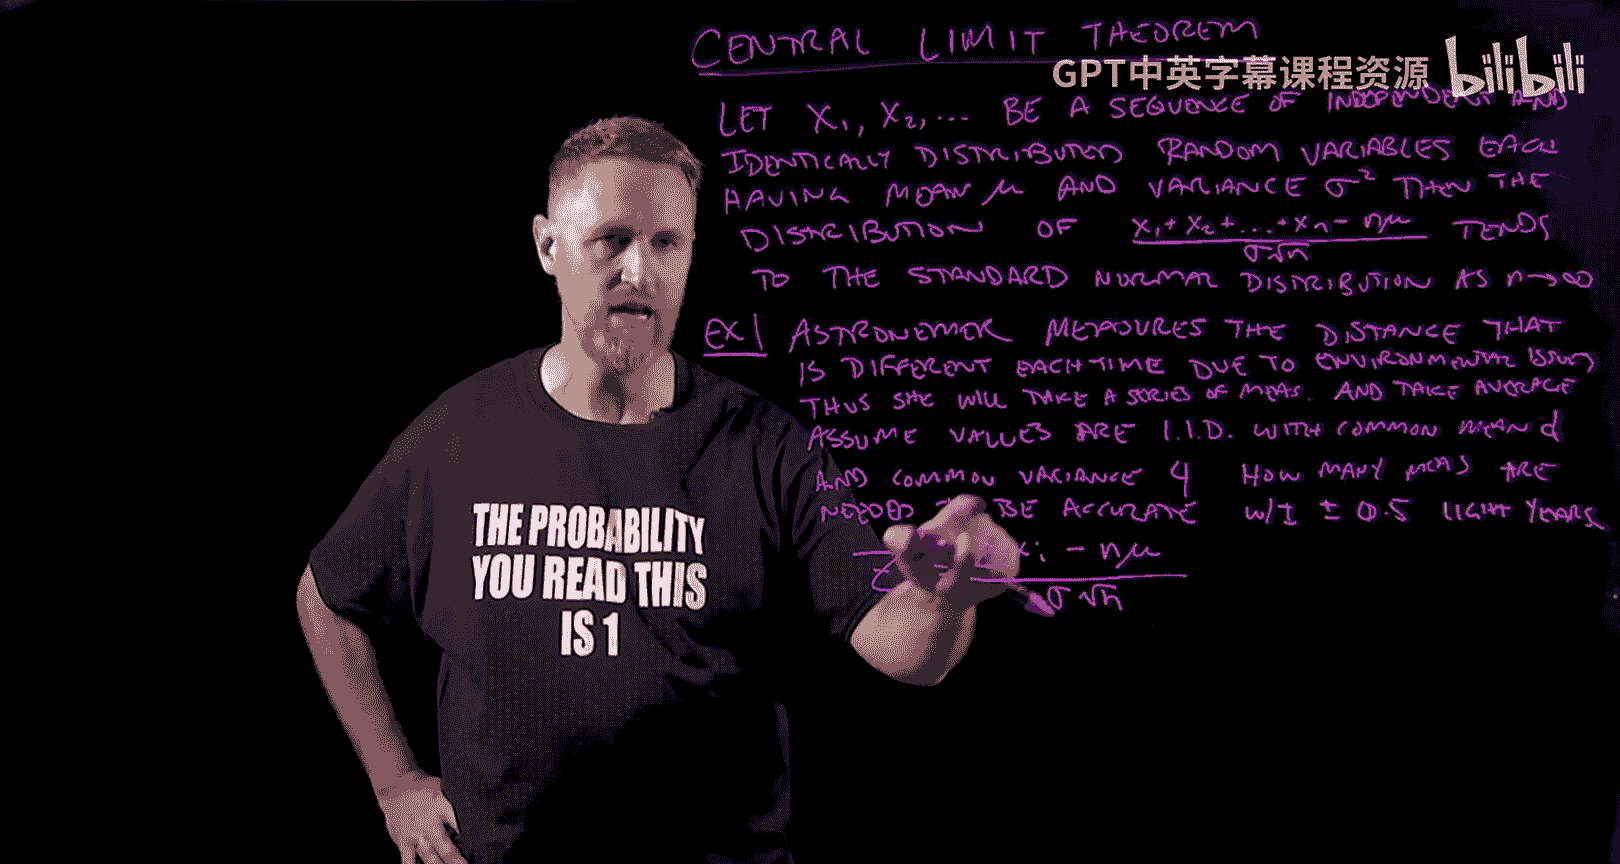 CENTRAL LIMIT THEOREM
GPT中英字幕课程资源 bilibili
LET X₁, X₂, ... BE A SEQUENCE OF INDEPENDENT AND
IDENTICALLY DISTRIBUTED RANDOM VARIABLES EACH
HAVING MEAN μ AND VARIANCE σ² THEN THE
DISTRIBUTION OF (X₁ + X₂ + ... + Xn - nμ) / (σ√n) TENDS
TO THE STANDARD NORMAL DISTRIBUTION AS n→∞
EX1 ASTRONEMER MEASURES THE DISTANCE THAT
IS DIFFERENT EACH TIME DUE TO ENVIRONMENTAL ISSUES
THUS SHE WILL TAKE A SERIES OF MEAS. AND TAKE AVERAGE
ASSUME VALUES ARE I.I.D. WITH COMMON MEAN d
AND COMMON VARIANCE 4 HOW MANY MEAS ARE
NEEDED BE ACCURATE W/I ± 0.5 LIGHT YEARS
Xi - nμ
σ√n
THE PROBABILITY
YOU READ THIS
IS 1